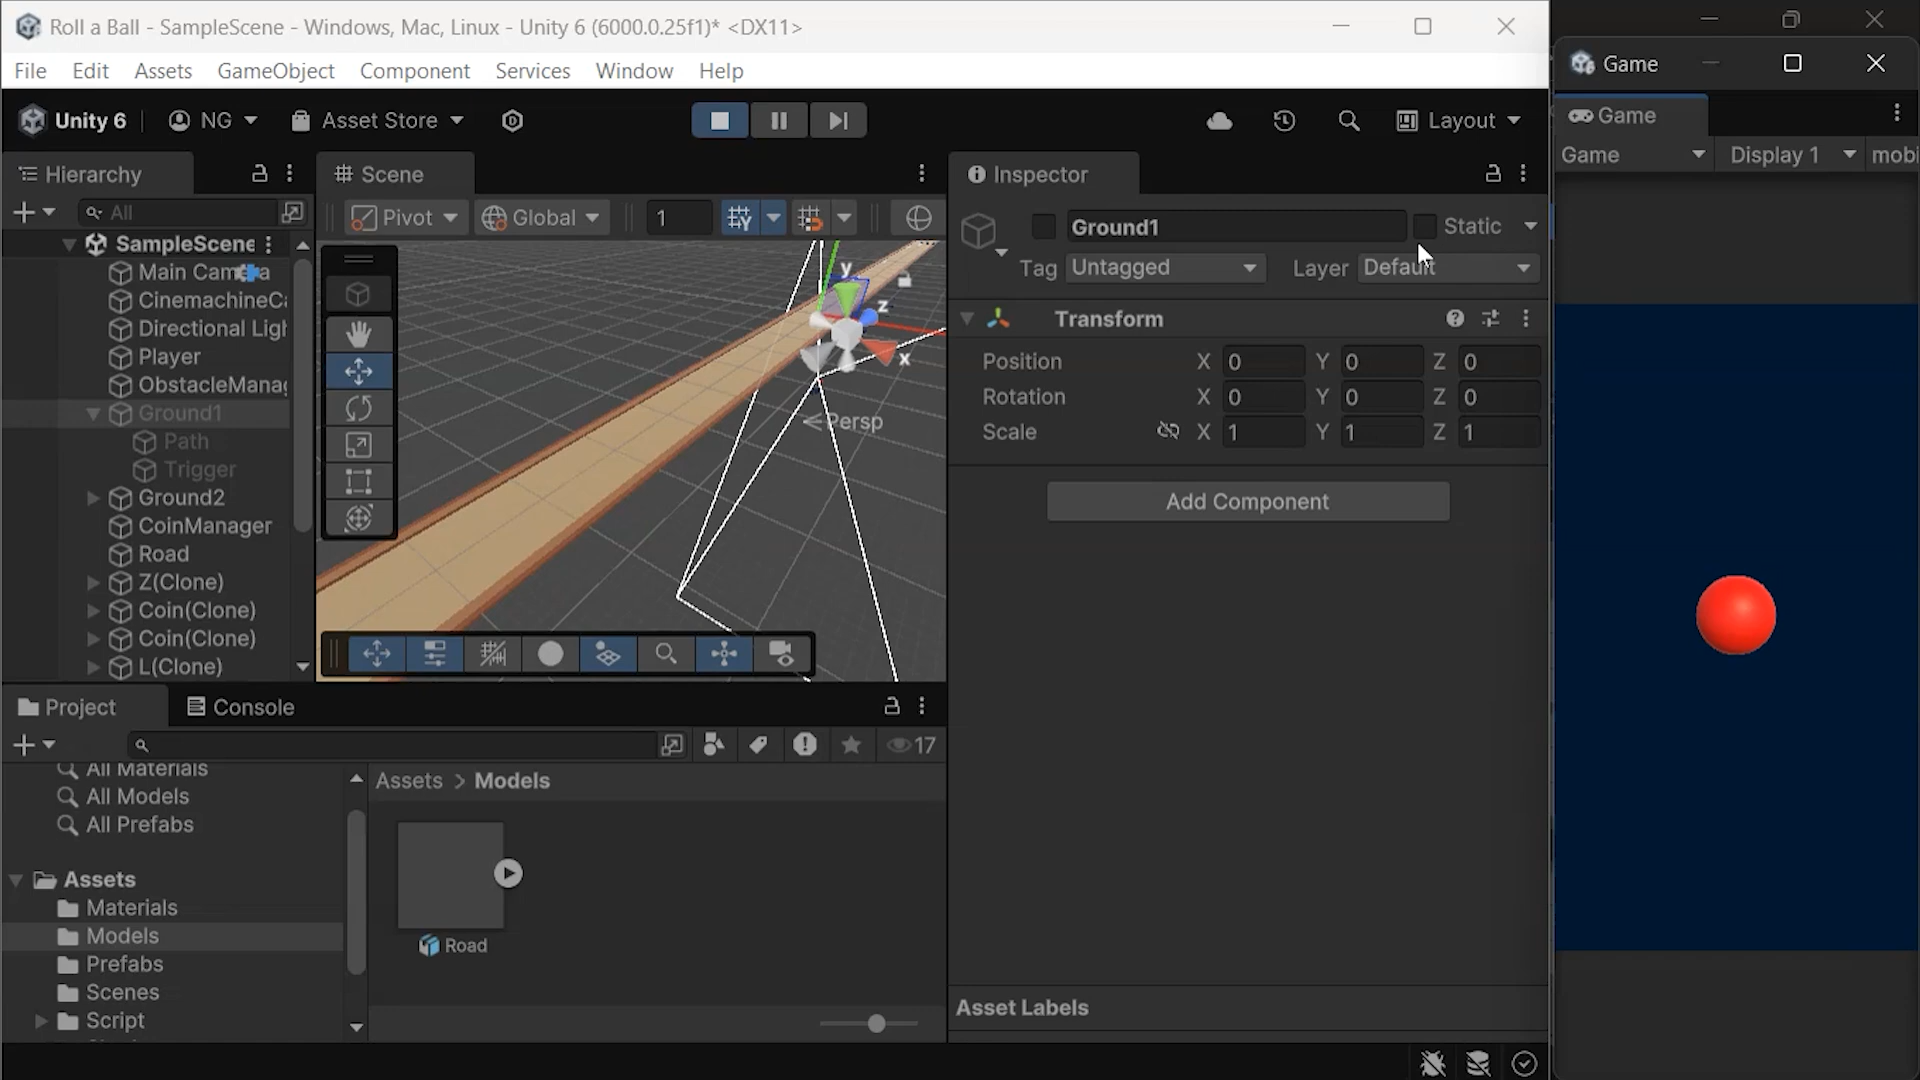 Roll a Ball - SampleScene - Windows, Mac, Linux - Unity 6 (6000.0.25f1)* <DX11>
File Edit Assets GameObject Component Services Window Help
Unity 6 NG Asset Store Layout
Hierarchy
All
SampleScene
Main Camera
CinemachineCa
Directional Ligh
Player
ObstacleManag
Ground1
Path
Trigger
Ground2
CoinManager
Road
Z(Clone)
Coin(Clone)
Coin(Clone)
L(Clone)
Scene
Pivot Global 1
y
z
x
Persp
Inspector
Ground1 Static
Tag Untagged Layer Default
Transform
Position X 0 Y 0 Z 0
Rotation X 0 Y 0 Z 0
Scale X 1 Y 1 Z 1
Add Component
Asset Labels
Project Console
17
All Materials
All Models
All Prefabs
Assets
Materials
Models
Prefabs
Scenes
Script
Assets > Models
Road
Game
Game
Game Display 1 mobi